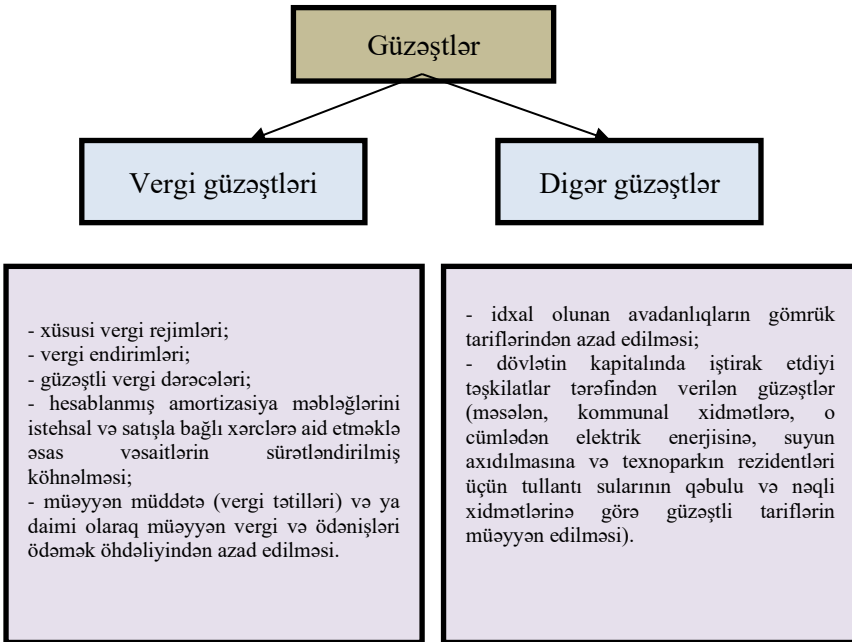 Güzəştlər
Vergi güzəştləri
Digər güzəştlər
- xüsusi vergi rejimləri;
- vergi endirimləri;
- güzəştli vergi dərəcələri;
- hesablanmış amortizasiya məbləğlərini
istehsal və satışla bağlı xərclərə aid etməklə
əsas vəsaitlərin sürətləndirilmiş
köhnəlməsi;
- müəyyən müddətə (vergi tətilləri) və ya
daimi olaraq müəyyən vergi və ödənişləri
ödəmək öhdəliyindən azad edilməsi.
- idxal olunan avadanlıqların gömrük
tariflərindən azad edilməsi;
- dövlətin kapitalında iştirak etdiyi
təşkilatlar tərəfindən verilən güzəştlər
(məsələn, kommunal xidmətlərə, o
cümlədən elektrik enerjisinə, suyun
axıdılmasına və texnoparkın rezidentləri
üçün tullantı sularının qəbulu və nəqli
xidmətlərinə görə güzəştli tariflərin
müəyyən edilməsi).